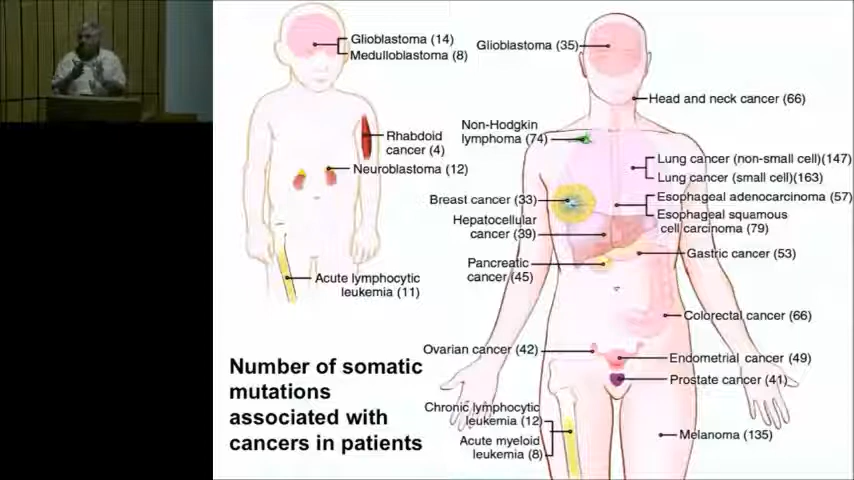 Glioblastoma (14)
Medulloblastoma (8)
Rhabdoid
cancer (4)
Neuroblastoma (12)
Acute lymphocytic
leukemia (11)
Number of somatic
mutations
associated with
cancers in patients
Glioblastoma (35)
Head and neck cancer (66)
Non-Hodgkin
lymphoma (74)
Lung cancer (non-small cell)(147)
Lung cancer (small cell)(163)
Breast cancer (33)
Esophageal adenocarcinoma (57)
Esophageal squamous
cell carcinoma (79)
Hepatocellular
cancer (39)
Gastric cancer (53)
Pancreatic
cancer (45)
Colorectal cancer (66)
Ovarian cancer (42)
Endometrial cancer (49)
Prostate cancer (41)
Chronic lymphocytic
leukemia (12)
Acute myeloid
leukemia (8)
Melanoma (135)